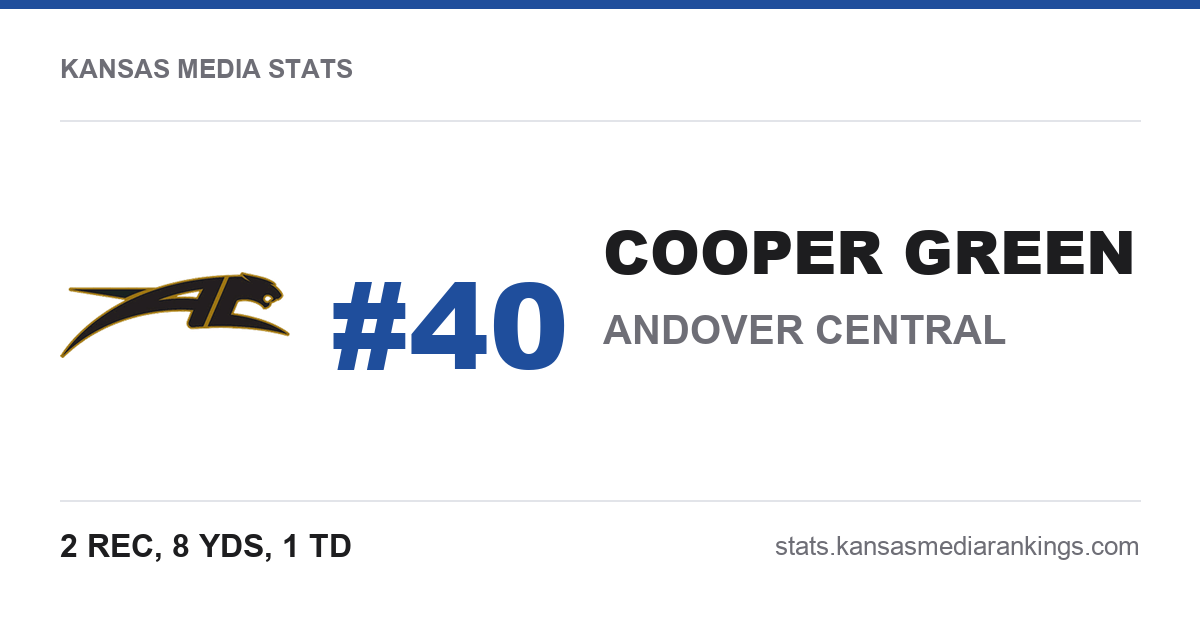 KANSAS MEDIA STATS
#40
COOPER GREEN
ANDOVER CENTRAL
2 REC, 8 YDS, 1 TD
stats.kansasmediarankings.com